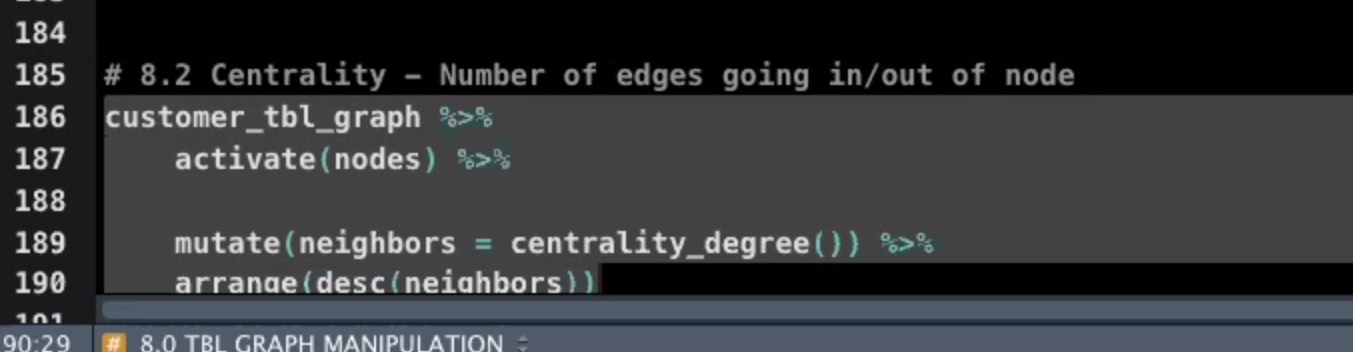 184
185 # 8.2 Centrality - Number of edges going in/out of node
186 customer_tbl_graph %>%
187     activate(nodes) %>%
188
189     mutate(neighbors = centrality_degree()) %>%
190     arrange(desc(neighbors))
191
90:29 # 8.0 TBL GRAPH MANIPULATION